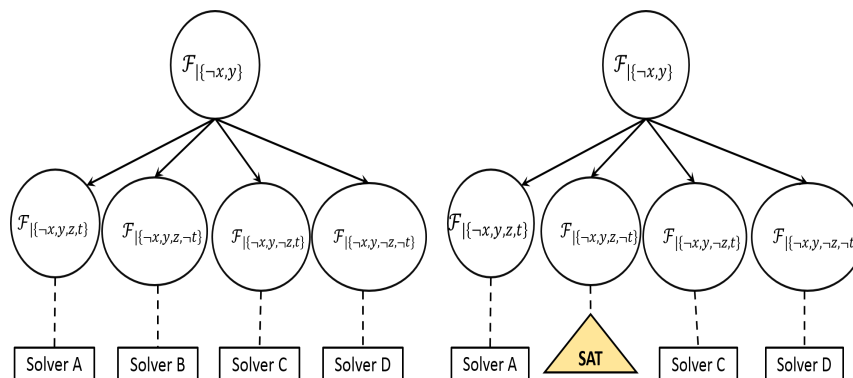 ℱ|{¬x,y}
ℱ|{¬x,y}
ℱ|{¬x,y,z,t}
ℱ|{¬x,y,z,¬t}
ℱ|{¬x,y,¬z,t}
ℱ|{¬x,y,¬z,¬t}
ℱ|{¬x,y,z,t}
ℱ|{¬x,y,z,¬t}
ℱ|{¬x,y,¬z,t}
ℱ|{¬x,y,¬z,¬t
Solver A
Solver B
Solver C
Solver D
Solver A
SAT
Solver C
Solver D